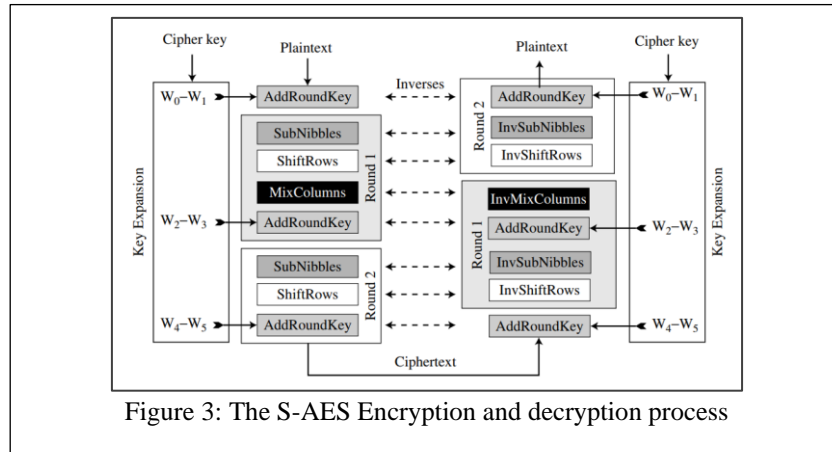 Cipher key
Plaintext
Plaintext
Cipher key
W0–W1
AddRoundKey
Inverses
AddRoundKey
W0–W1
SubNibbles
InvSubNibbles
ShiftRows
InvShiftRows
Round 1
Round 2
MixColumns
InvMixColumns
Key Expansion
W2–W3
AddRoundKey
AddRoundKey
W2–W3
Key Expansion
SubNibbles
InvSubNibbles
Round 2
Round 1
ShiftRows
InvShiftRows
W4–W5
AddRoundKey
AddRoundKey
W4–W5
Ciphertext
Figure 3: The S-AES Encryption and decryption process